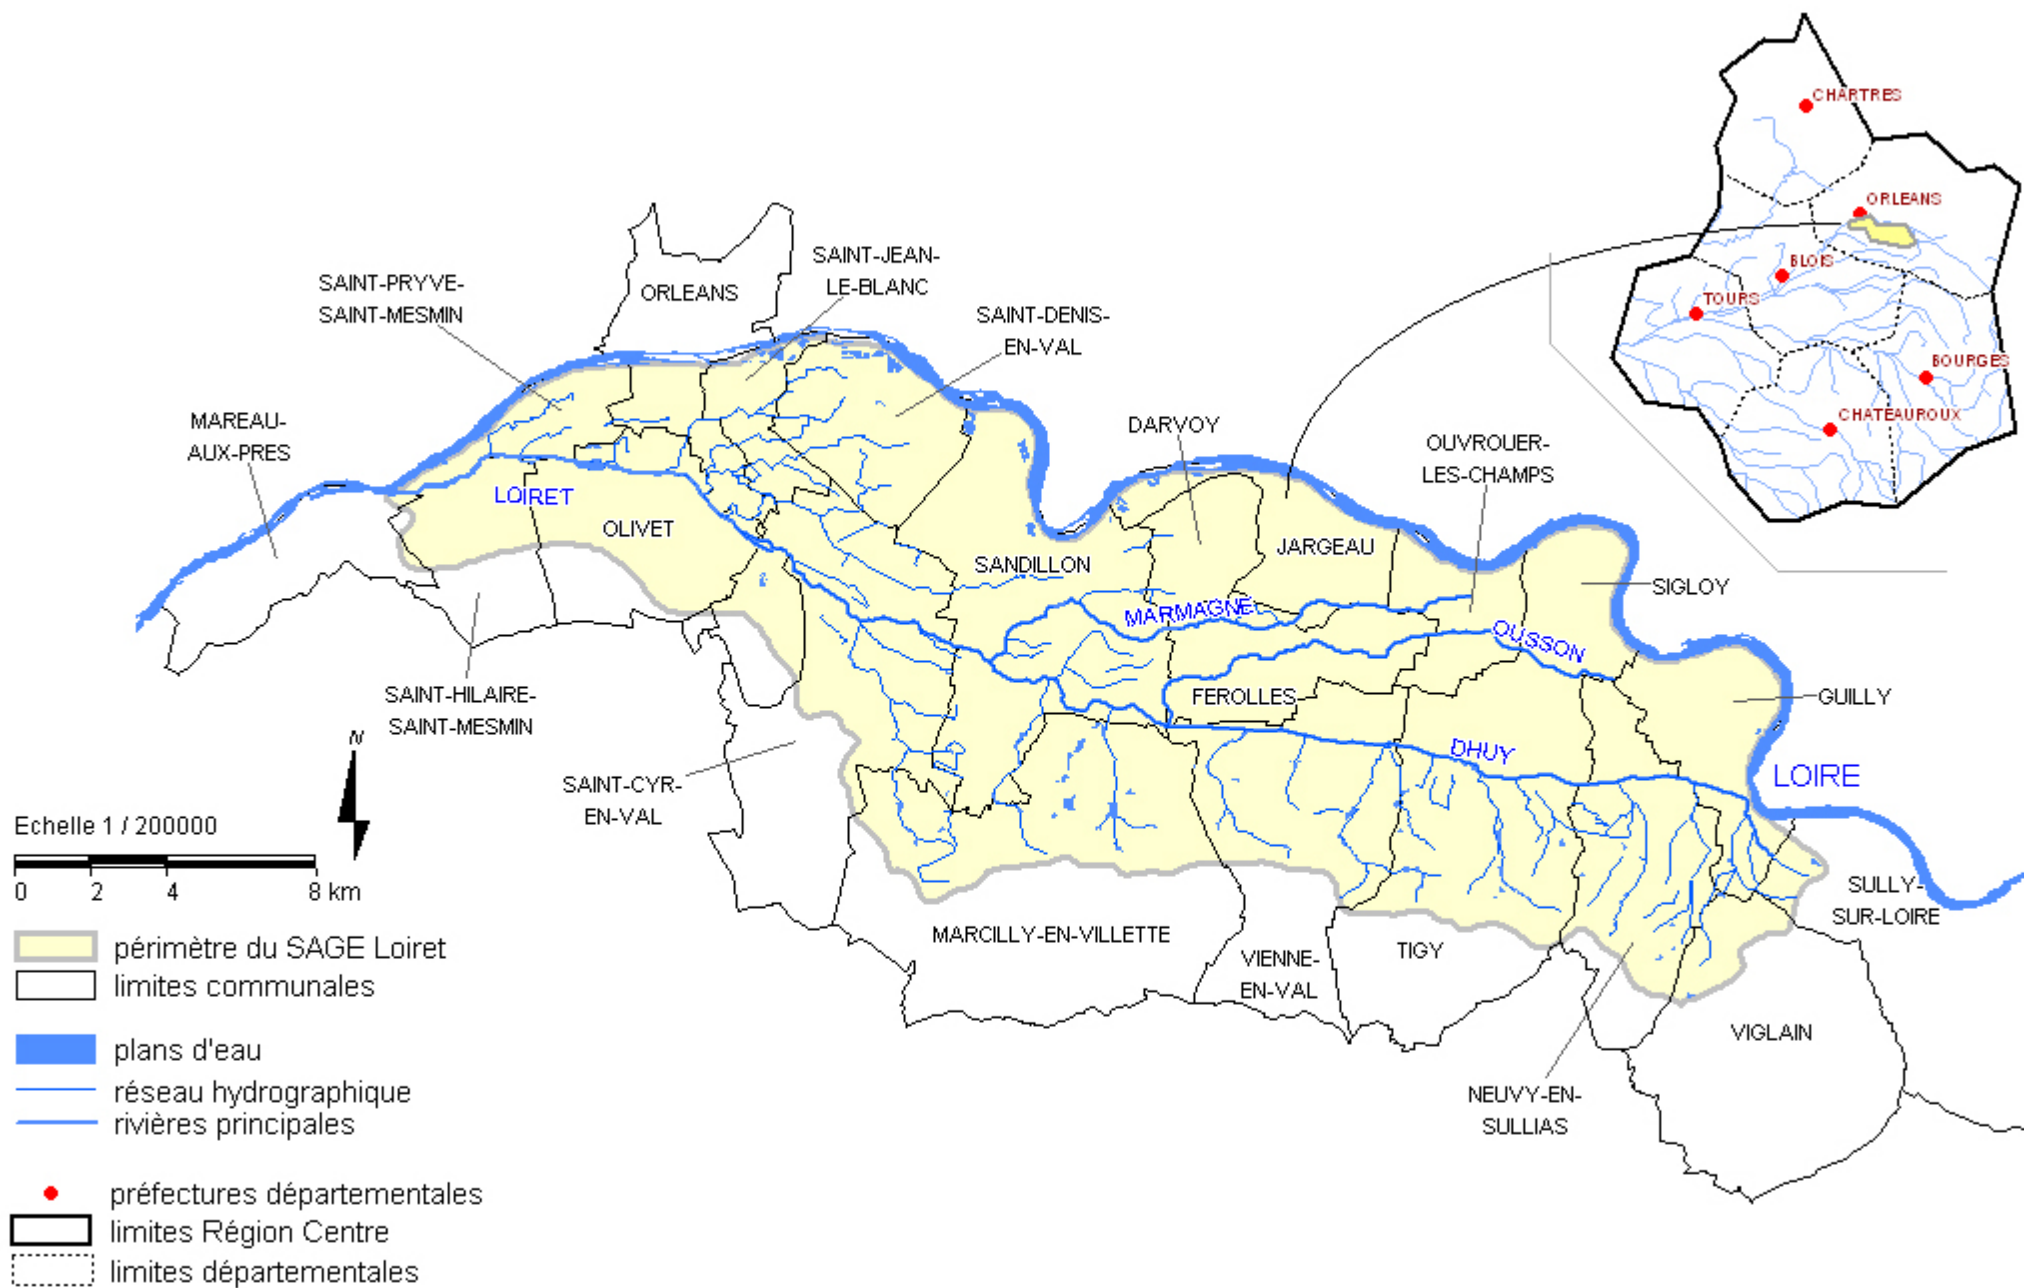 CHARTRES
ORLEANS
BLOIS
TOURS
BOURGES
CHATEAUROUX
SAINT-PRYVE-
SAINT-MESMIN
ORLEANS
SAINT-JEAN-
LE-BLANC
SAINT-DENIS-
EN-VAL
MAREAU-
AUX-PRES
DARVOY
OUVROUER-
LES-CHAMPS
LOIRET
OLIVET
SANDILLON
JARGEAU
SIGLOY
MARMAGNE
OUSSON
SAINT-HILAIRE-
SAINT-MESMIN
FEROLLES
GUILLY
DHUY
LOIRE
SAINT-CYR-
EN-VAL
MARCILLY-EN-VILLETTE
VIENNE-
EN-VAL
TIGY
SULLY-
SUR-LOIRE
VIGLAIN
NEUVY-EN-
SULLIAS
N
Echelle 1 / 200000
0 2 4 8 km
périmètre du SAGE Loiret
limites communales
plans d'eau
réseau hydrographique
rivières principales
préfectures départementales
limites Région Centre
limites départementales